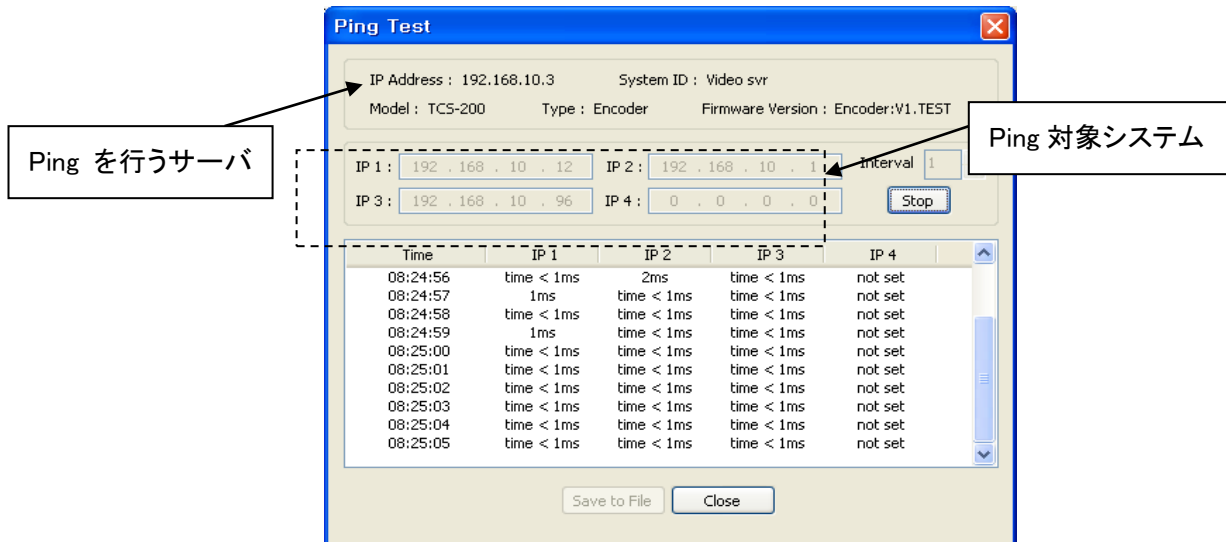 Ping Test
IP Address : 192.168.10.3 System ID : Video svr
Model : TCS-200 Type : Encoder Firmware Version : Encoder:V1.TEST
Ping を行うサーバ
Ping 対象システム
IP 1 : 192 . 168 . 10 . 12 IP 2 : 192 . 168 . 10 . 1 Interval 1
IP 3 : 192 . 168 . 10 . 96 IP 4 : 0 . 0 . 0 . 0 Stop
Time IP 1 IP 2 IP 3 IP 4
08:24:56 time < 1ms 2ms time < 1ms not set
08:24:57 1ms time < 1ms time < 1ms not set
08:24:58 time < 1ms time < 1ms time < 1ms not set
08:24:59 1ms time < 1ms time < 1ms not set
08:25:00 time < 1ms time < 1ms time < 1ms not set
08:25:01 time < 1ms time < 1ms time < 1ms not set
08:25:02 time < 1ms time < 1ms time < 1ms not set
08:25:03 time < 1ms time < 1ms time < 1ms not set
08:25:04 time < 1ms time < 1ms time < 1ms not set
08:25:05 time < 1ms time < 1ms time < 1ms not set
Save to File Close